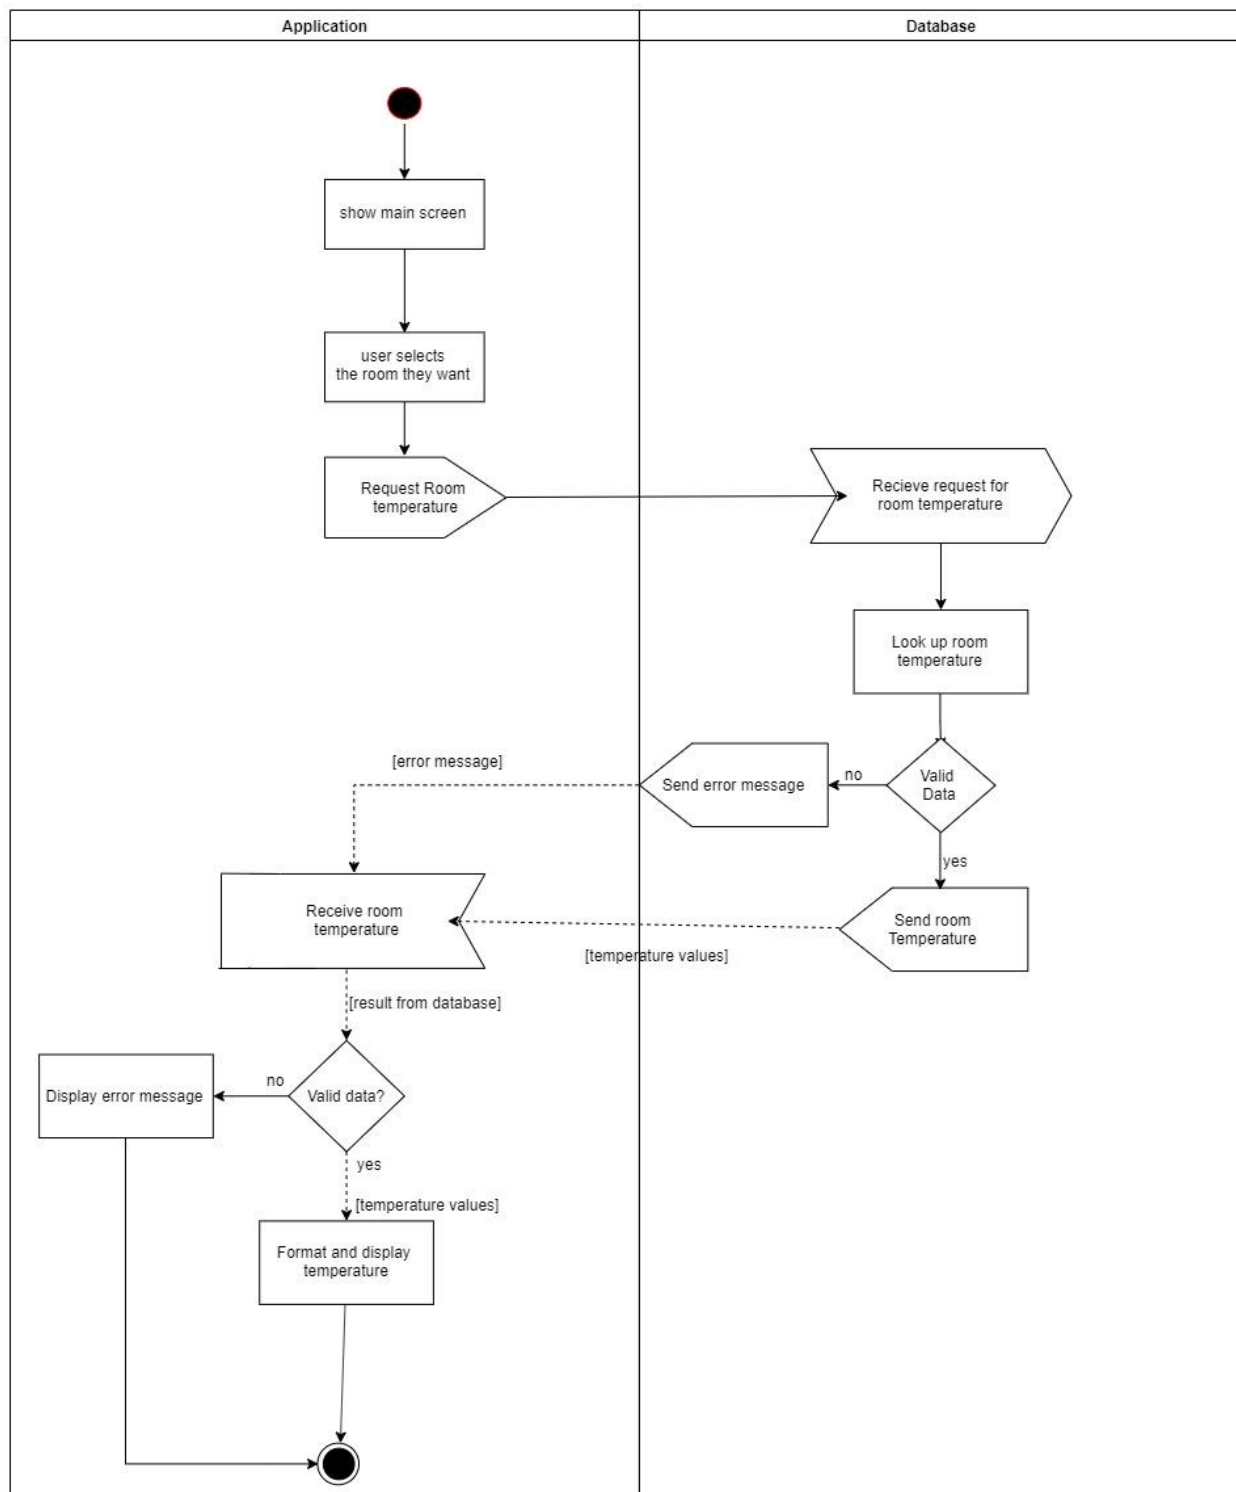 Application
Database
show main screen
user selects
the room they want
Request Room
temperature
Recieve request for
room temperature
Look up room
temperature
[error message]
Send error message
no
Valid
Data
yes
Receive room
temperature
Send room
Temperature
[temperature values]
[result from database]
no
Display error message
Valid data?
yes
[temperature values]
Format and display
temperature